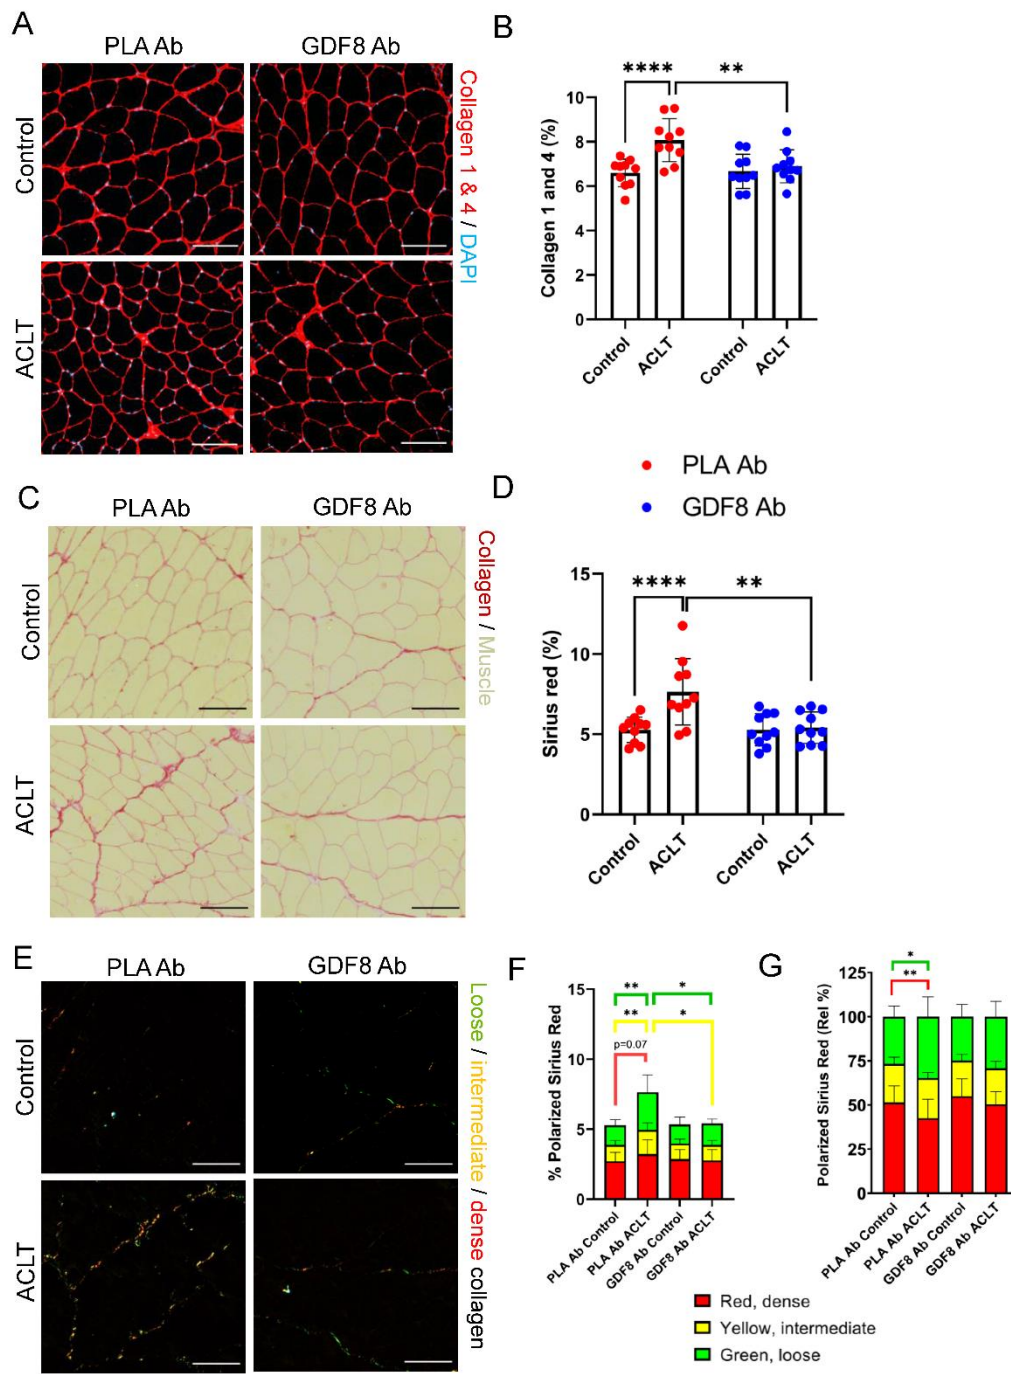 A
PLA Ab
GDF8 Ab
Control
ACLT
Collagen 1 & 4 / DAPI
B
****
**
Collagen 1 and 4 (%)
10
8
6
4
2
0
Control
ACLT
Control
ACLT
PLA Ab
GDF8 Ab
C
PLA Ab
GDF8 Ab
Control
ACLT
Collagen / Muscle
D
****
**
Sirius red (%)
15
10
5
0
Control
ACLT
Control
ACLT
E
PLA Ab
GDF8 Ab
Control
ACLT
Loose / intermediate / dense collagen
F
**
*
**
*
p=0.07
% Polarized Sirius Red
15
10
5
0
PLA Ab Control
PLA Ab ACLT
GDF8 Ab Control
GDF8 Ab ACLT
G
*
**
Polarized Sirius Red (Rel %)
125
100
75
50
25
0
PLA Ab Control
PLA Ab ACLT
GDF8 Ab Control
GDF8 Ab ACLT
Red, dense
Yellow, intermediate
Green, loose